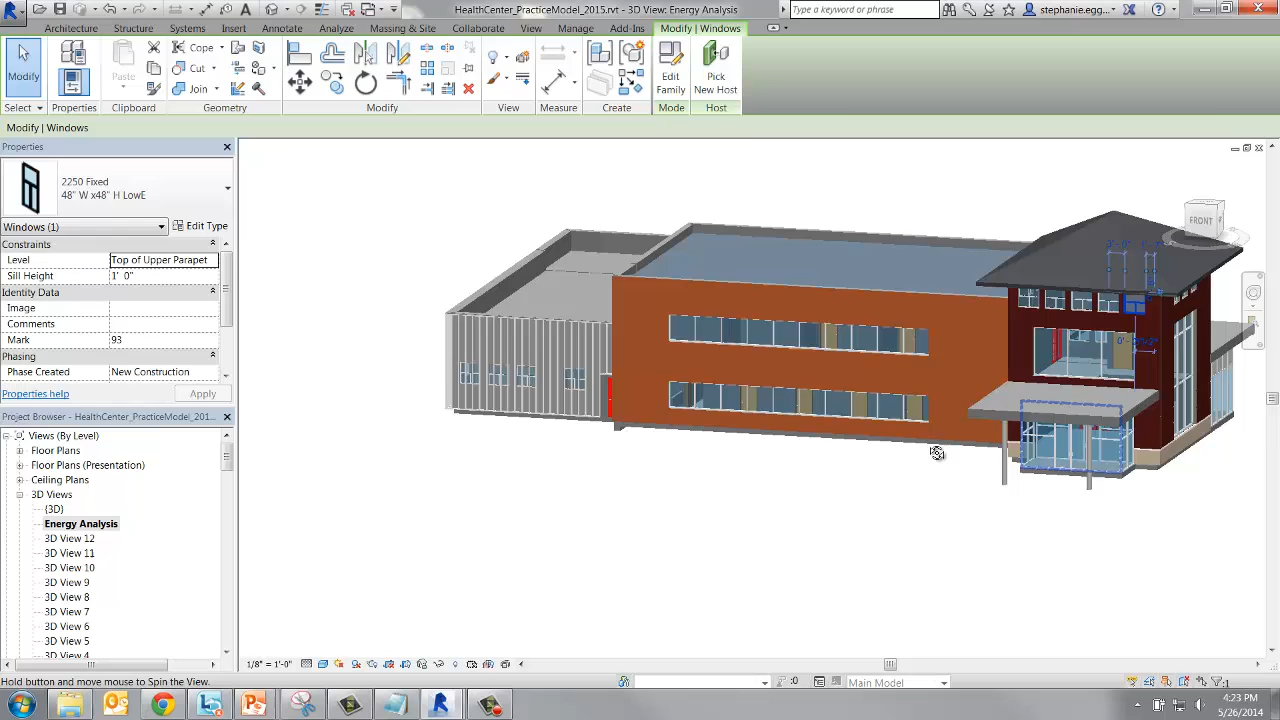 HealthCenter_PracticeModel_2015.rvt - 3D View: Energy Analysis
Type a keyword or phrase
stephanie.egg...
Architecture Structure Systems Insert Annotate Analyze Massing & Site Collaborate View Manage Add-Ins Modify | Windows
Modify Paste Cope Cut Join Edit Family Pick New Host
Select Properties Clipboard Geometry Modify View Measure Create Mode Host
Modify | Windows
Properties
2250 Fixed
48" W x48" H LowE
Windows (1) Edit Type
Constraints
Level Top of Upper Parapet
Sill Height 1' 0"
Identity Data
Image
Comments
Mark 93
Phasing
Phase Created New Construction
Properties help Apply
Project Browser - HealthCenter_PracticeModel_201...
Views (By Level)
Floor Plans
Floor Plans (Presentation)
Ceiling Plans
3D Views
{3D}
Energy Analysis
3D View 12
3D View 11
3D View 10
3D View 9
3D View 8
3D View 7
3D View 6
3D View 5
3D View 4
FRONT
1/8" = 1'-0"
Hold button and move mouse to Spin the View.
:0 Main Model :1
4:23 PM
5/26/2014